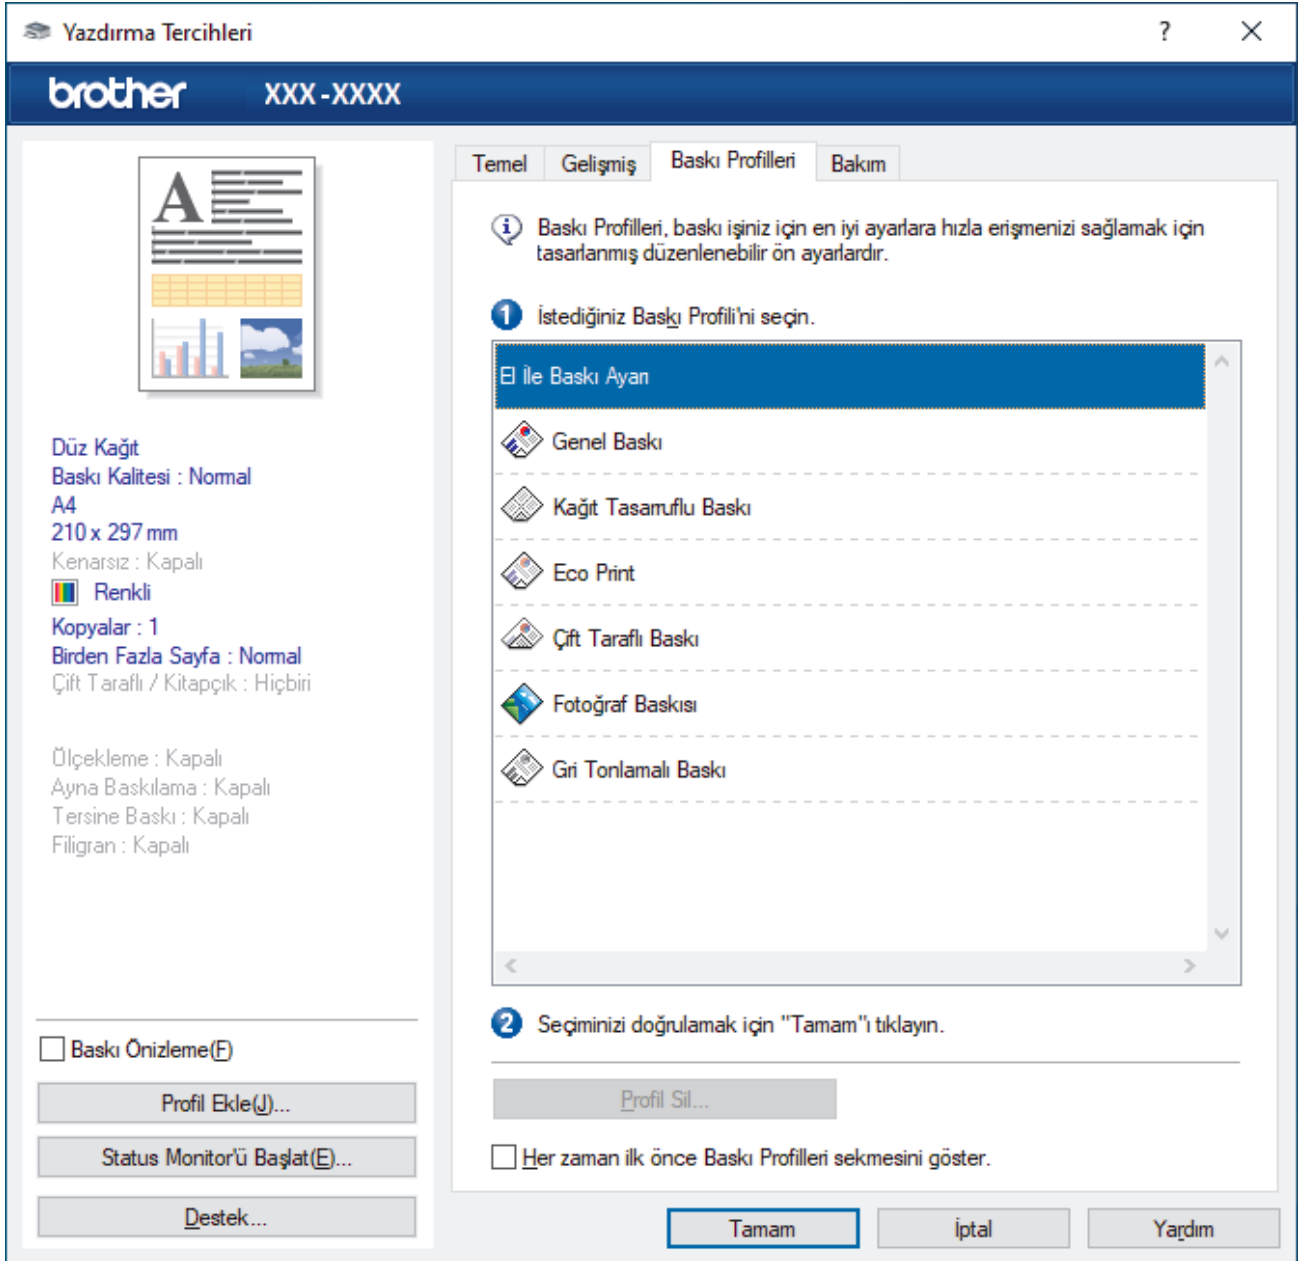 Yazdırma Tercihleri
?
brother XXX-XXXX
A
Düz Kağıt
Baskı Kalitesi : Normal
A4
210 x 297 mm
Kenarsız : Kapalı
Renkli
Kopyalar : 1
Birden Fazla Sayfa : Normal
Çift Taraflı / Kitapçık : Hiçbiri
Ölçekleme : Kapalı
Ayna Baskılama : Kapalı
Tersine Baskı : Kapalı
Filigran : Kapalı
Baskı Önizleme(F)
Profil Ekle(J)...
Status Monitor'ü Başlat(E)...
Destek...
Temel Gelişmiş Baskı Profilleri Bakım
Baskı Profilleri, baskı işiniz için en iyi ayarlara hızla erişmenizi sağlamak için
tasarlanmış düzenlenebilir ön ayarlardır.
1 İstediğiniz Baskı Profili'ni seçin.
El İle Baskı Ayarı
Genel Baskı
Kağıt Tasarruflu Baskı
Eco Print
Çift Taraflı Baskı
Fotoğraf Baskısı
Gri Tonlamalı Baskı
2 Seçiminizi doğrulamak için "Tamam"ı tıklayın.
Profil Sil...
Her zaman ilk önce Baskı Profilleri sekmesini göster.
Tamam İptal Yardım